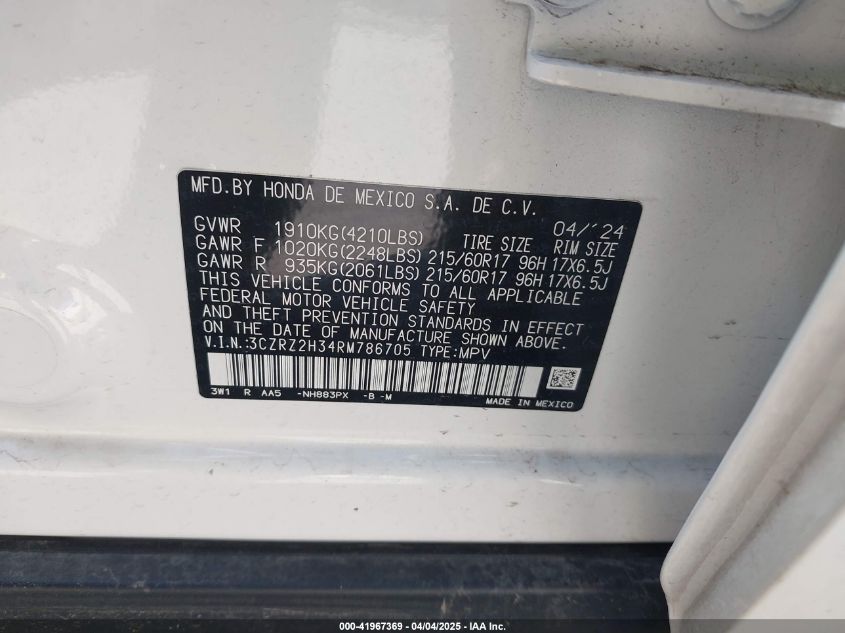 MFD.BY HONDA DE MEXICO S.A. DE C.V.
04/'24
GVWR 1910KG(4210LBS) TIRE SIZE RIM SIZE
GAWR F 1020KG(2248LBS) 215/60R17 96H 17X6.5J
GAWR R 935KG(2061LBS) 215/60R17 96H 17X6.5J
THIS VEHICLE CONFORMS TO ALL APPLICABLE
FEDERAL MOTOR VEHICLE SAFETY
AND THEFT PREVENTION STANDARDS IN EFFECT
ON THE DATE OF MANUFACTURE SHOWN ABOVE.
V.I.N.:3CZRZ2H34RM786705 TYPE:MPV
3W1 R AA5 -NH883PX -B -M
MADE IN MEXICO
000-41967369 - 04/04/2025 - IAA Inc.